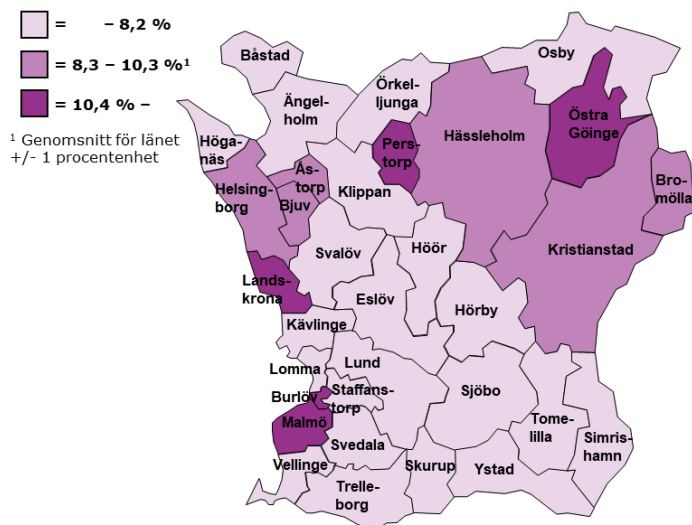 = – 8,2 %
= 8,3 – 10,3 %¹
= 10,4 % –
¹ Genomsnitt för länet
+/- 1 procentenhet
Båstad
Osby
Ängel-
holm
Örkel-
ljunga
Östra
Göinge
Höga-
näs
Pers-
torp
Hässleholm
Ås-
torp
Helsing-
borg
Bjuv
Klippan
Bro-
mölla
Svalöv
Höör
Kristianstad
Lands-
krona
Eslöv
Hörby
Kävlinge
Lomma
Lund
Burlöv
Staffans-
torp
Sjöbo
Malmö
Svedala
Tome-
lilla
Simris-
hamn
Vellinge
Skurup
Ystad
Trelle-
borg